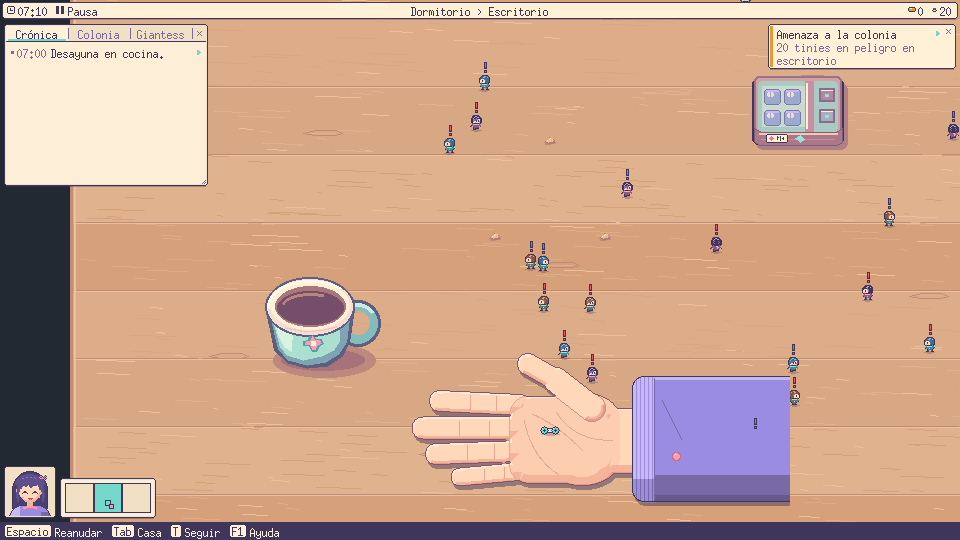 07:10 Pausa
Dormitorio > Escritorio
0 20
Crónica | Colonia | Giantess ×
07:00 Desayuna en cocina.
Amenaza a la colonia ×
20 tinies en peligro en
escritorio
Espacio Reanudar Tab Casa T Seguir F1 Ayuda